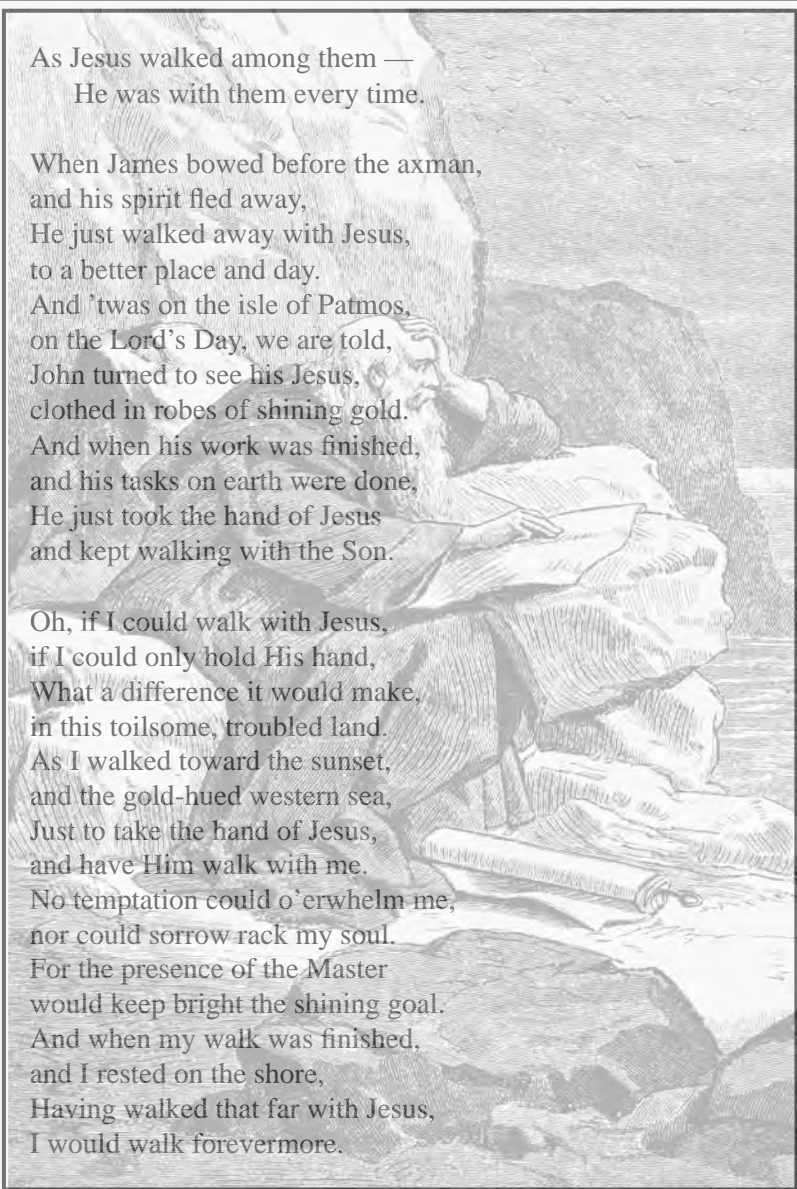 As Jesus walked among them —
He was with them every time.
When James bowed before the axman,
and his spirit fled away,
He just walked away with Jesus,
to a better place and day.
And ’twas on the isle of Patmos,
on the Lord’s Day, we are told,
John turned to see his Jesus,
clothed in robes of shining gold.
And when his work was finished,
and his tasks on earth were done,
He just took the hand of Jesus
and kept walking with the Son.
Oh, if I could walk with Jesus,
if I could only hold His hand,
What a difference it would make,
in this toilsome, troubled land.
As I walked toward the sunset,
and the gold-hued western sea,
Just to take the hand of Jesus,
and have Him walk with me.
No temptation could o’erwhelm me,
nor could sorrow rack my soul.
For the presence of the Master
would keep bright the shining goal.
And when my walk was finished,
and I rested on the shore,
Having walked that far with Jesus,
I would walk forevermore.